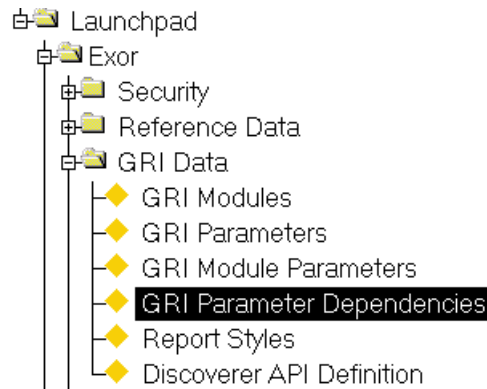 Launchpad
Exor
Security
Reference Data
GRI Data
GRI Modules
GRI Parameters
GRI Module Parameters
GRI Parameter Dependencies
Report Styles
Discoverer API Definition